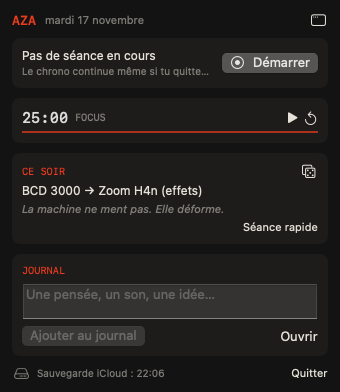 AZA mardi 17 novembre
Pas de séance en cours
Le chrono continue même si tu quitte...
Démarrer
25:00 FOCUS
CE SOIR
BCD 3000 → Zoom H4n (effets)
La machine ne ment pas. Elle déforme.
Séance rapide
JOURNAL
Une pensée, un son, une idée...
Ajouter au journal
Ouvrir
Sauvegarde iCloud : 22:06
Quitter